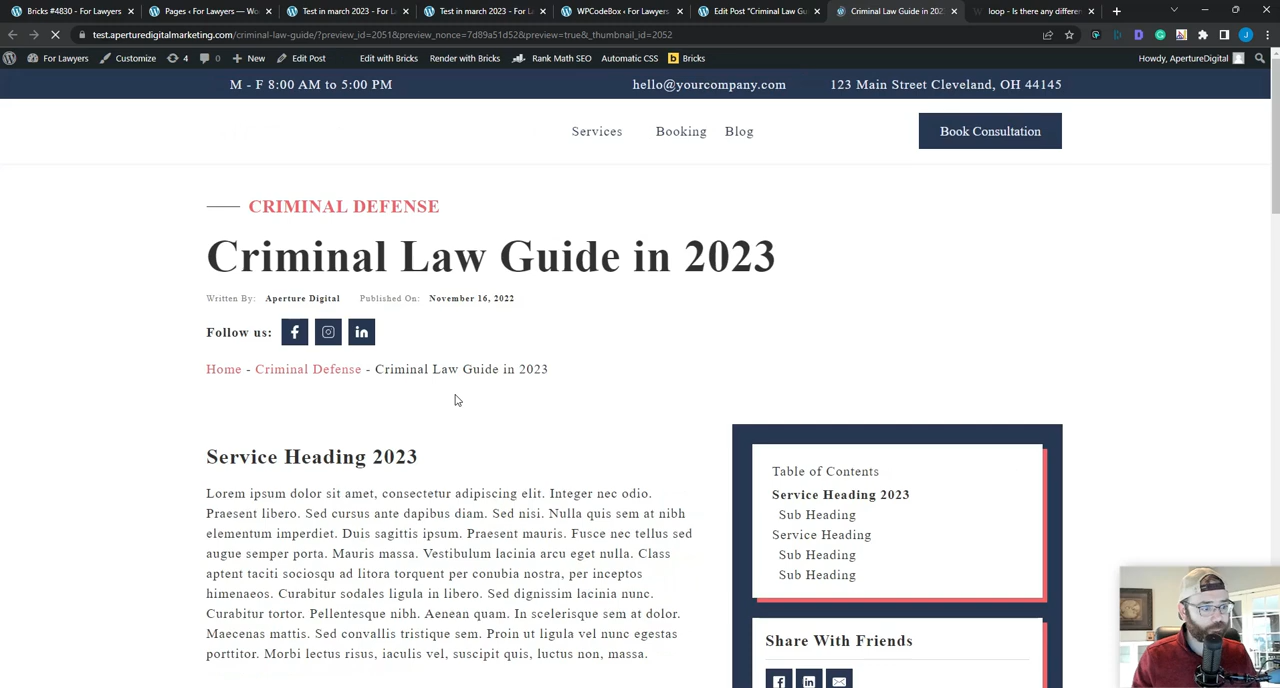 Bricks #4830 - For Lawyers
Pages ‹ For Lawyers — Wo
Test in march 2023 - For L
Test in march 2023 - For L
WPCodeBox ‹ For Lawyers
Edit Post "Criminal Law Gu
Criminal Law Guide in 202
loop - Is there any differen
test.aperturedigitalmarketing.com/criminal-law-guide/?preview_id=2051&preview_nonce=7d89a51d52&preview=true&_thumbnail_id=2052
For Lawyers
Customize
4
0
New
Edit Post
Edit with Bricks
Render with Bricks
Rank Math SEO
Automatic CSS
Bricks
Howdy, ApertureDigital
M - F 8:00 AM to 5:00 PM
hello@yourcompany.com
123 Main Street Cleveland, OH 44145
Services
Booking
Blog
Book Consultation
CRIMINAL DEFENSE
Criminal Law Guide in 2023
Written By: Aperture Digital Published On: November 16, 2022
Follow us:
Home - Criminal Defense - Criminal Law Guide in 2023
Service Heading 2023
Lorem ipsum dolor sit amet, consectetur adipiscing elit. Integer nec odio.
Praesent libero. Sed cursus ante dapibus diam. Sed nisi. Nulla quis sem at nibh
elementum imperdiet. Duis sagittis ipsum. Praesent mauris. Fusce nec tellus sed
augue semper porta. Mauris massa. Vestibulum lacinia arcu eget nulla. Class
aptent taciti sociosqu ad litora torquent per conubia nostra, per inceptos
himenaeos. Curabitur sodales ligula in libero. Sed dignissim lacinia nunc.
Curabitur tortor. Pellentesque nibh. Aenean quam. In scelerisque sem at dolor.
Maecenas mattis. Sed convallis tristique sem. Proin ut ligula vel nunc egestas
porttitor. Morbi lectus risus, iaculis vel, suscipit quis, luctus non, massa.
Table of Contents
Service Heading 2023
Sub Heading
Service Heading
Sub Heading
Sub Heading
Share With Friends